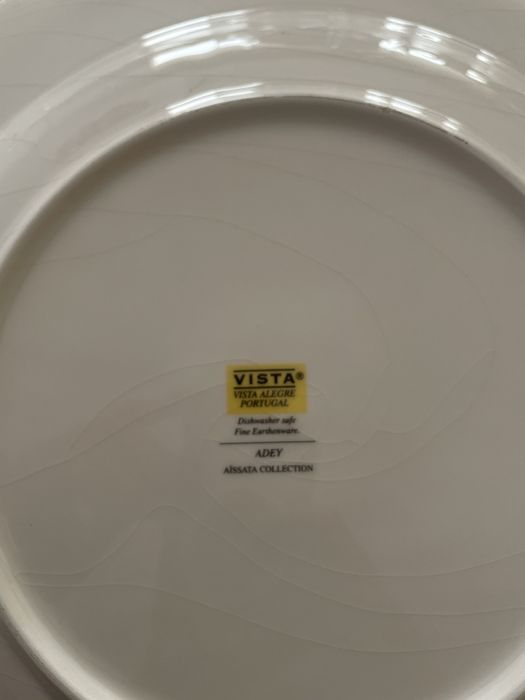 VISTA®
VISTA ALEGRE
PORTUGAL
Dishwasher safe
Fine Earthenware.
ADEY
AÏSSATA COLLECTION